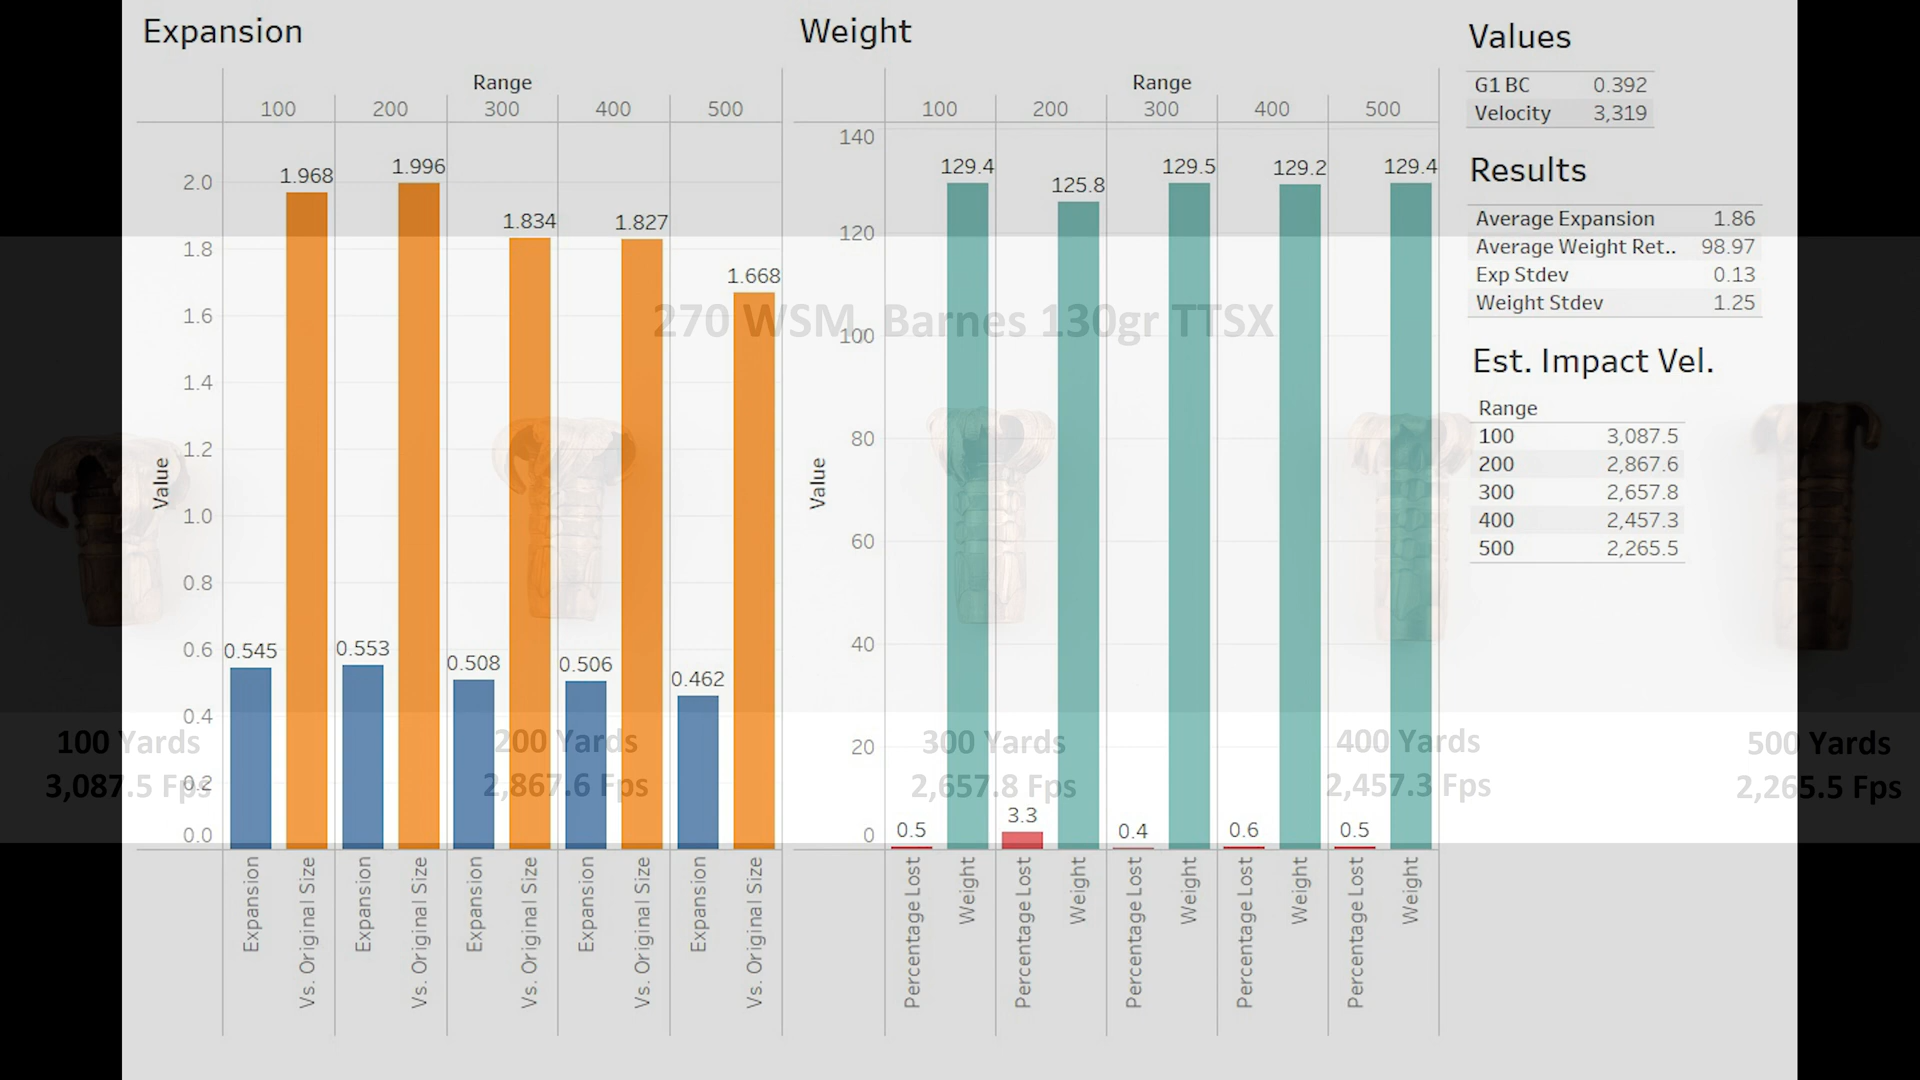 Expansion
Range
100 200 300 400 500
2.0
1.8
1.6
1.4
1.2
1.0
0.8
0.6
0.4
0.2
0.0
Value
1.968
1.996
1.834
1.827
1.668
0.545
0.553
0.508
0.506
0.462
Expansion
Vs. Original Size
Expansion
Vs. Original Size
Expansion
Vs. Original Size
Expansion
Vs. Original Size
Expansion
Vs. Original Size
Weight
Range
100 200 300 400 500
140
120
100
80
60
40
20
0
Value
129.4
125.8
129.5
129.2
129.4
0.5
3.3
0.4
0.6
0.5
Percentage Lost
Weight
Percentage Lost
Weight
Percentage Lost
Weight
Percentage Lost
Weight
Percentage Lost
Weight
Values
G1 BC 0.392
Velocity 3,319
Results
Average Expansion 1.86
Average Weight Ret.. 98.97
Exp Stdev 0.13
Weight Stdev 1.25
Est. Impact Vel.
Range
100 3,087.5
200 2,867.6
300 2,657.8
400 2,457.3
500 2,265.5
270 WSM Barnes 130gr TTSX
100 Yards
3,087.5 Fps
200 Yards
2,867.6 Fps
300 Yards
2,657.8 Fps
400 Yards
2,457.3 Fps
500 Yards
2,265.5 Fps